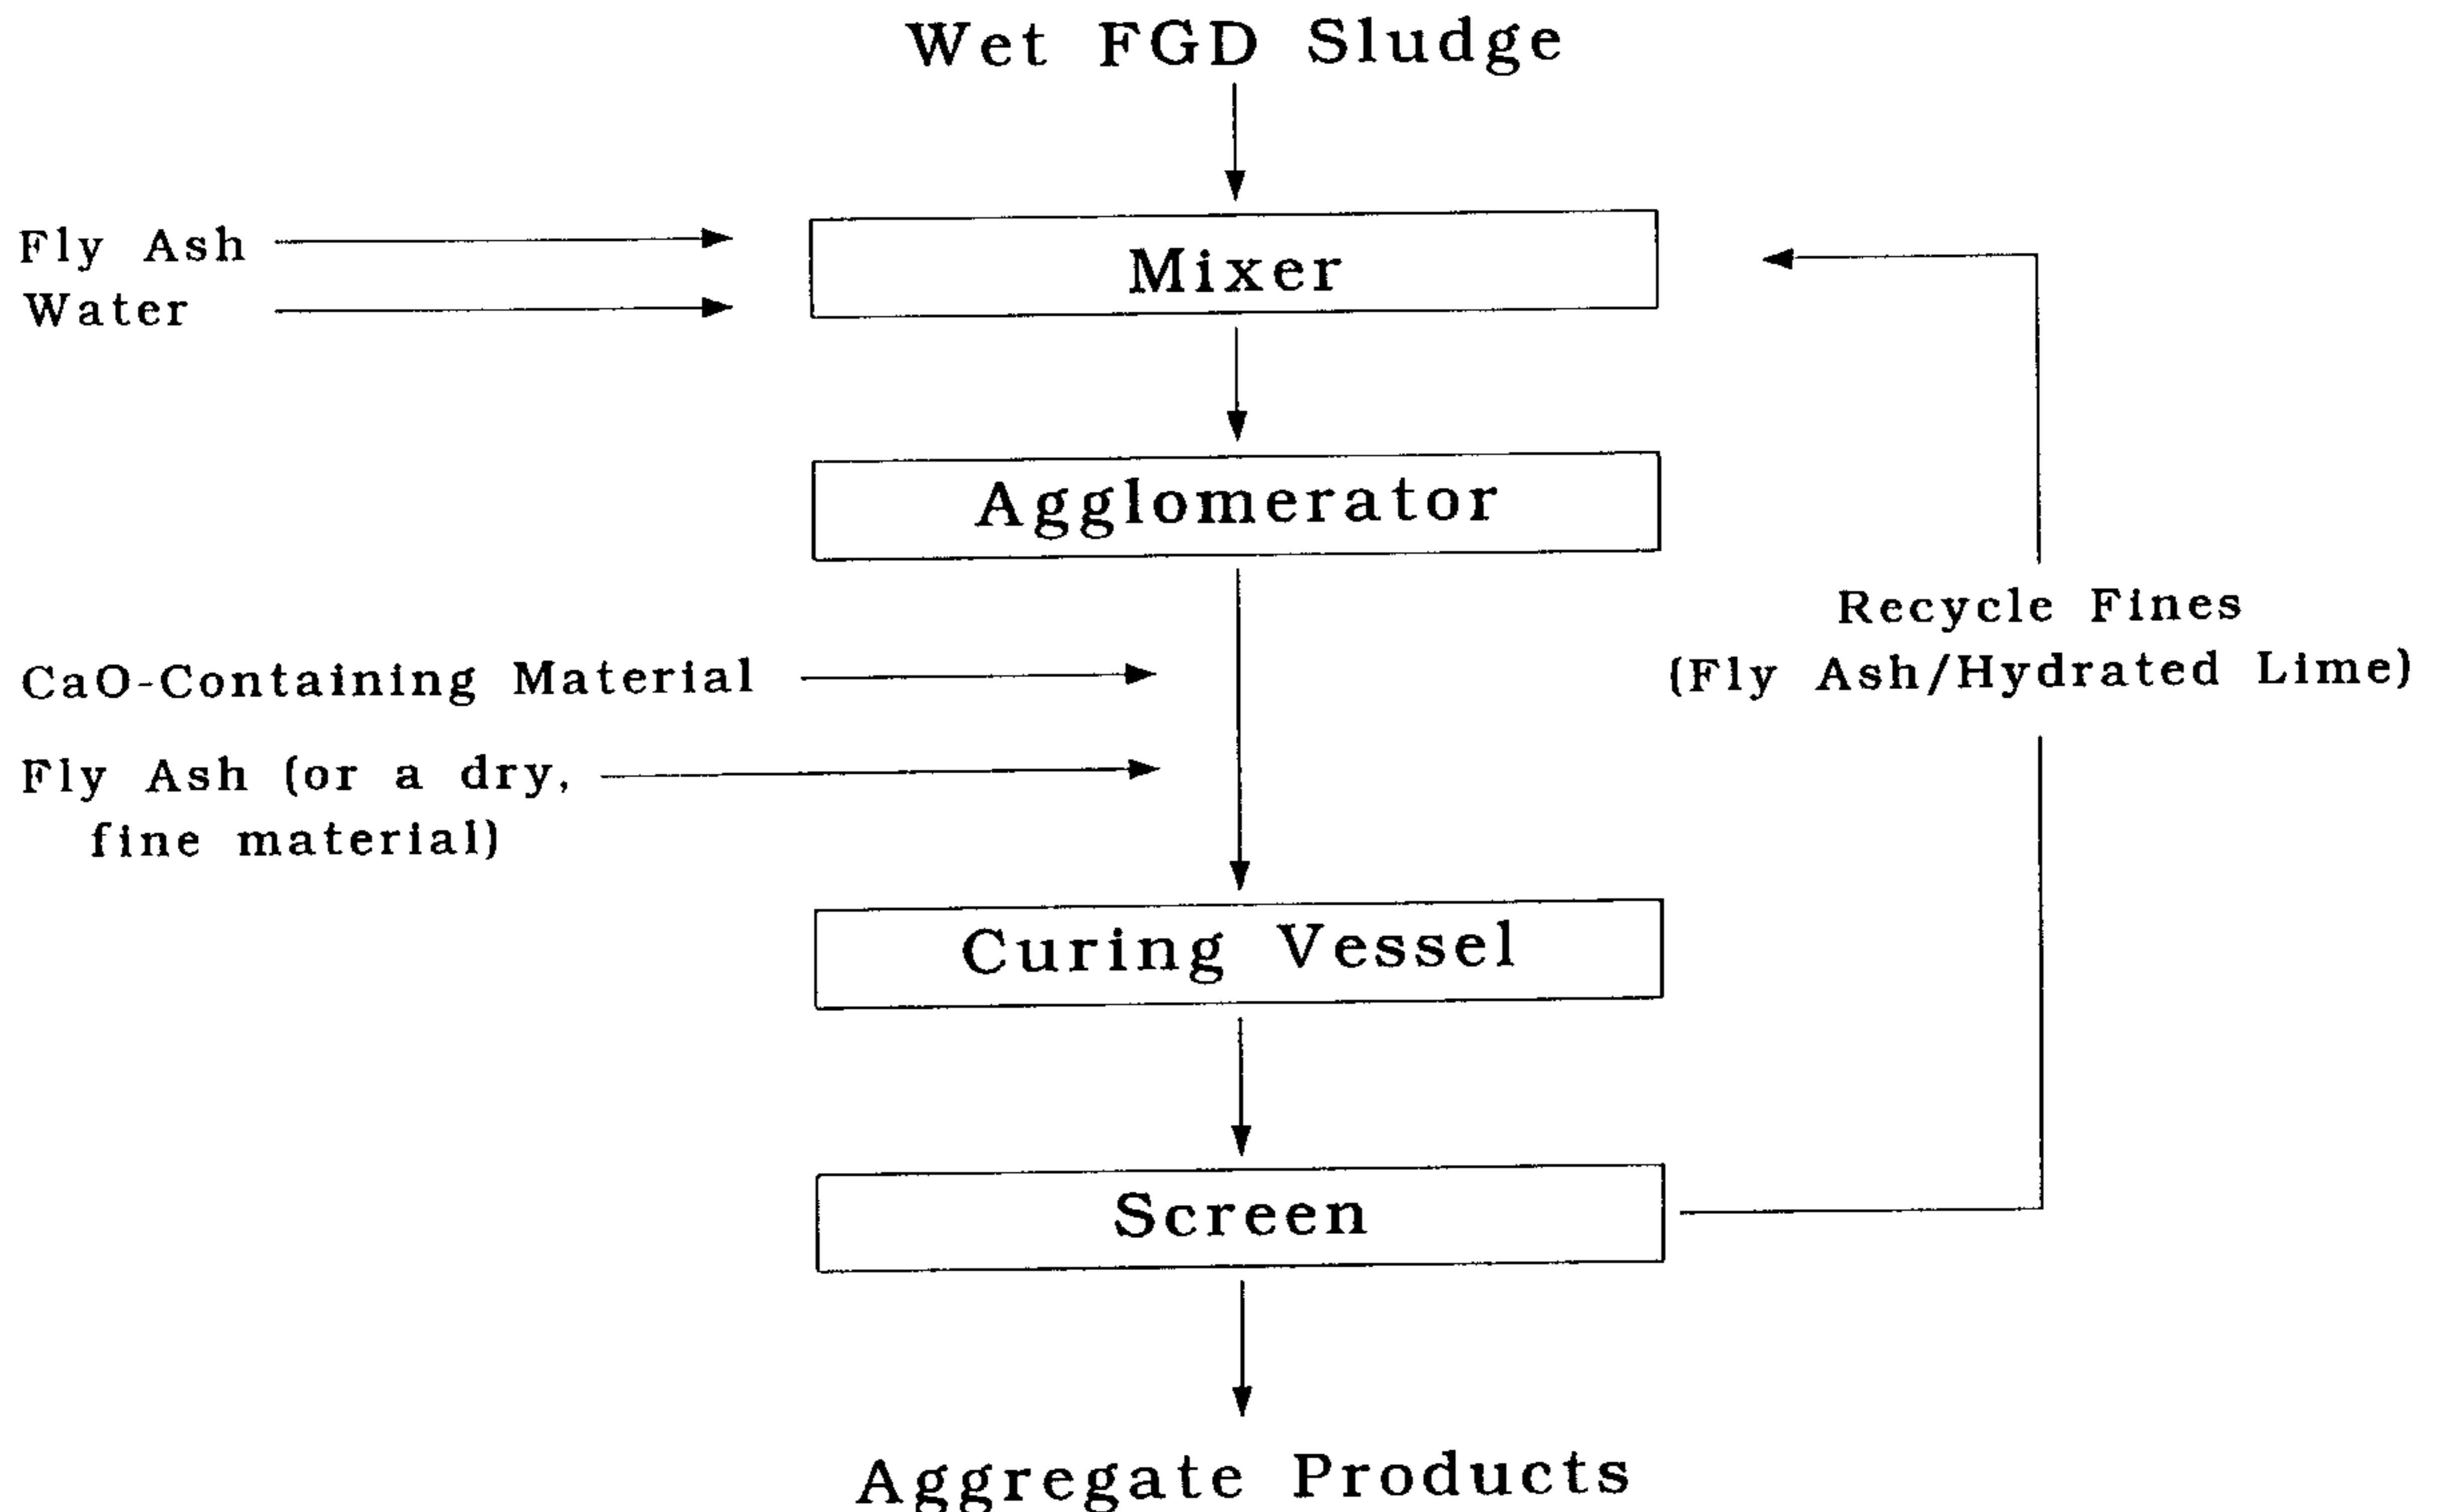 Wet FGD Sludge
Fly Ash
Water
Mixer
Agglomerator
Recycle Fines
(Fly Ash/Hydrated Lime)
CaO-Containing Material
Fly Ash (or a dry,
fine material)
Curing Vessel
Screen
Aggregate Products